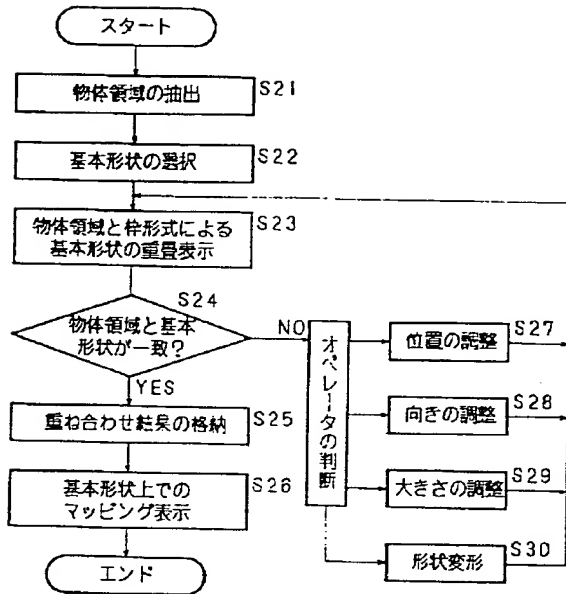 スタート
物体領域の抽出
S21
基本形状の選択
S22
物体領域と枠形式による
基本形状の重畳表示
S23
S24
物体領域と基本
形状が一致?
NO
YES
重ね合わせ結果の格納
S25
基本形状上での
マッピング表示
S26
エンド
オペレータの判断
位置の調整
S27
向きの調整
S28
大きさの調整
S29
形状変形
S30